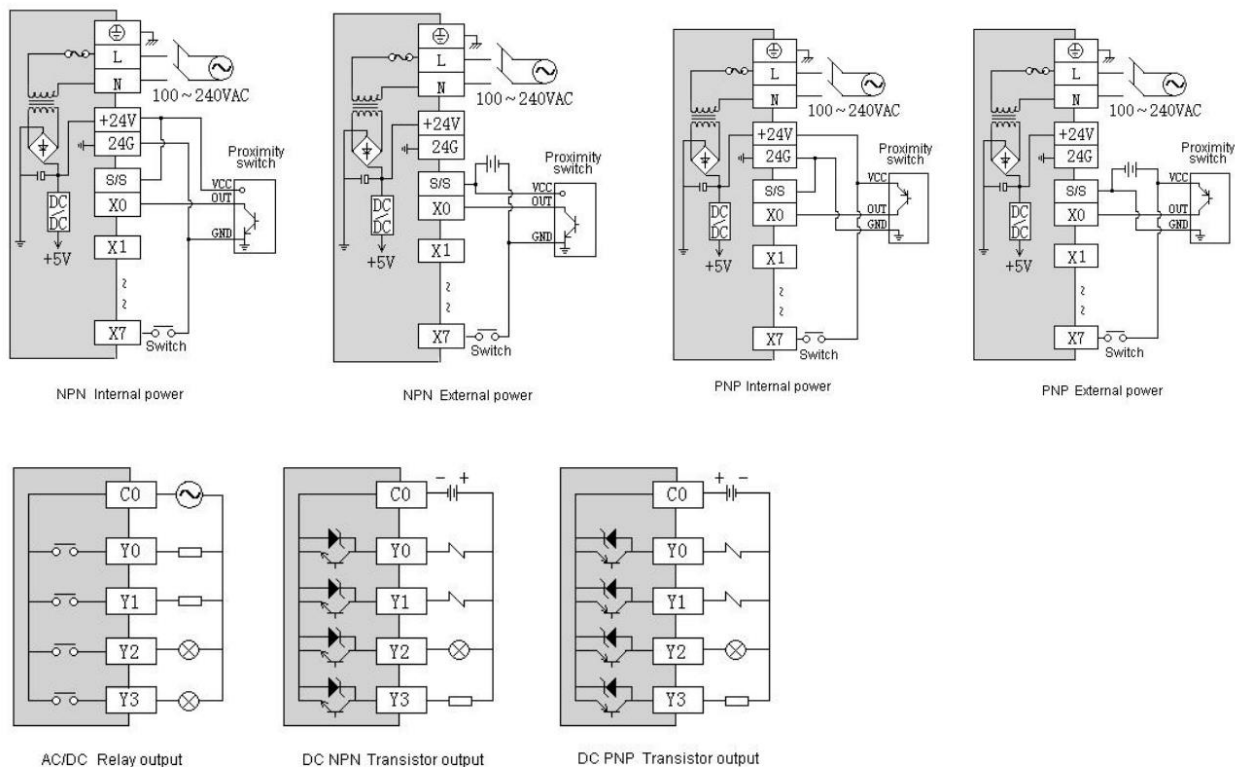 L
N
100~240VAC
+24V
24G
S/S
X0
X1
X7
DC
DC
+5V
Proximity
switch
VCC
OUT
GND
Switch
NPN Internal power
L
N
100~240VAC
+24V
24G
S/S
X0
X1
X7
DC
DC
+5V
Proximity
switch
VCC
OUT
GND
Switch
NPN External power
L
N
100~240VAC
+24V
24G
S/S
X0
X1
X7
DC
DC
+5V
Proximity
switch
VCC
OUT
GND
Switch
PNP Internal power
L
N
100~240VAC
+24V
24G
S/S
X0
X1
X7
DC
DC
+5V
Proximity
switch
VCC
OUT
GND
Switch
PNP External power
C0
Y0
Y1
Y2
Y3
AC/DC Relay output
C0
- +
Y0
Y1
Y2
Y3
DC NPN Transistor output
C0
+ -
Y0
Y1
Y2
Y3
DC PNP Transistor output